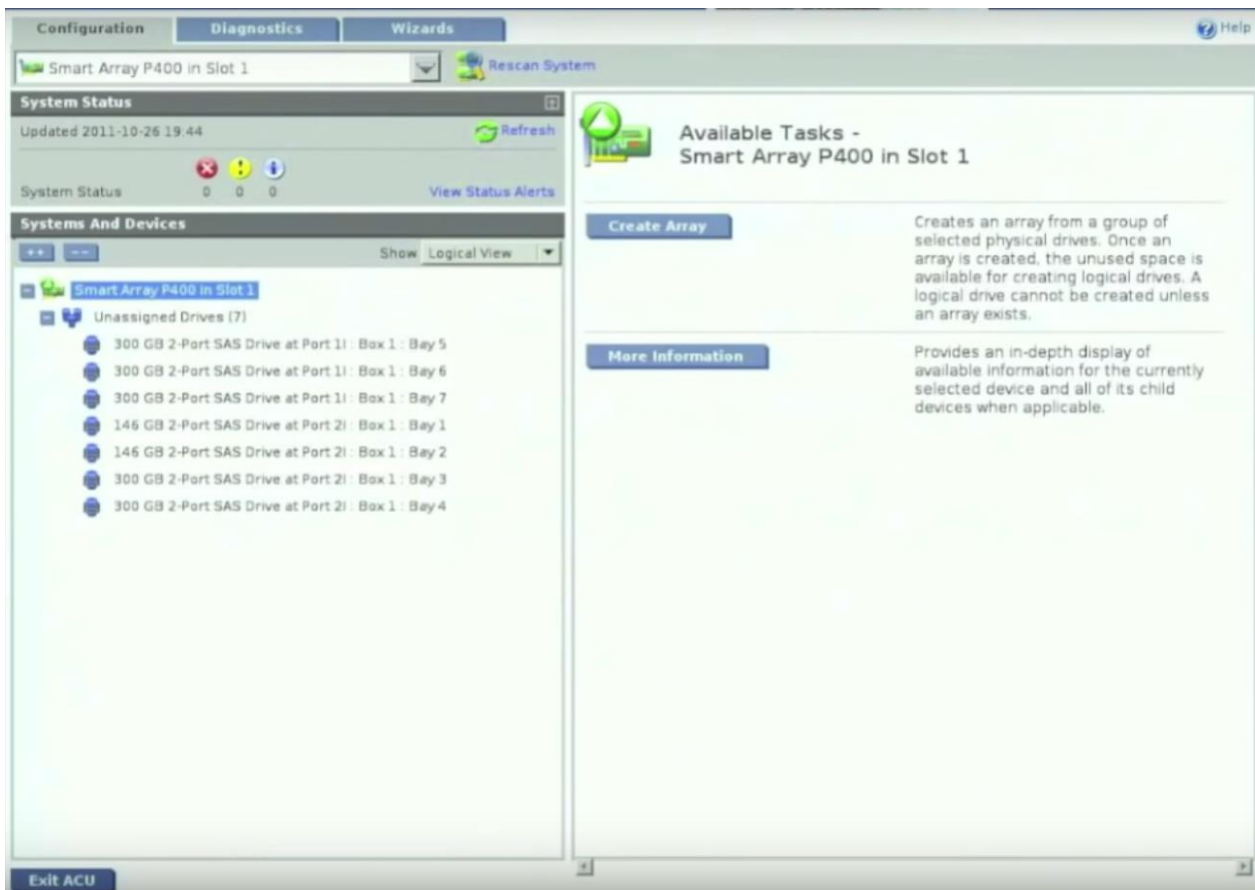 Configuration
Diagnostics
Wizards
Help
Smart Array P400 in Slot 1
Rescan System
System Status
Updated 2011-10-26 19:44
Refresh
System Status 0 0 0
View Status Alerts
Systems And Devices
++ --
Show Logical View
Smart Array P400 in Slot 1
Unassigned Drives (7)
300 GB 2-Port SAS Drive at Port 1I : Box 1 : Bay 5
300 GB 2-Port SAS Drive at Port 1I : Box 1 : Bay 6
300 GB 2-Port SAS Drive at Port 1I : Box 1 : Bay 7
146 GB 2-Port SAS Drive at Port 2I : Box 1 : Bay 1
146 GB 2-Port SAS Drive at Port 2I : Box 1 : Bay 2
300 GB 2-Port SAS Drive at Port 2I : Box 1 : Bay 3
300 GB 2-Port SAS Drive at Port 2I : Box 1 : Bay 4
Exit ACU
Available Tasks -
Smart Array P400 in Slot 1
Create Array
Creates an array from a group of
selected physical drives. Once an
array is created, the unused space is
available for creating logical drives. A
logical drive cannot be created unless
an array exists.
More Information
Provides an in-depth display of
available information for the currently
selected device and all of its child
devices when applicable.